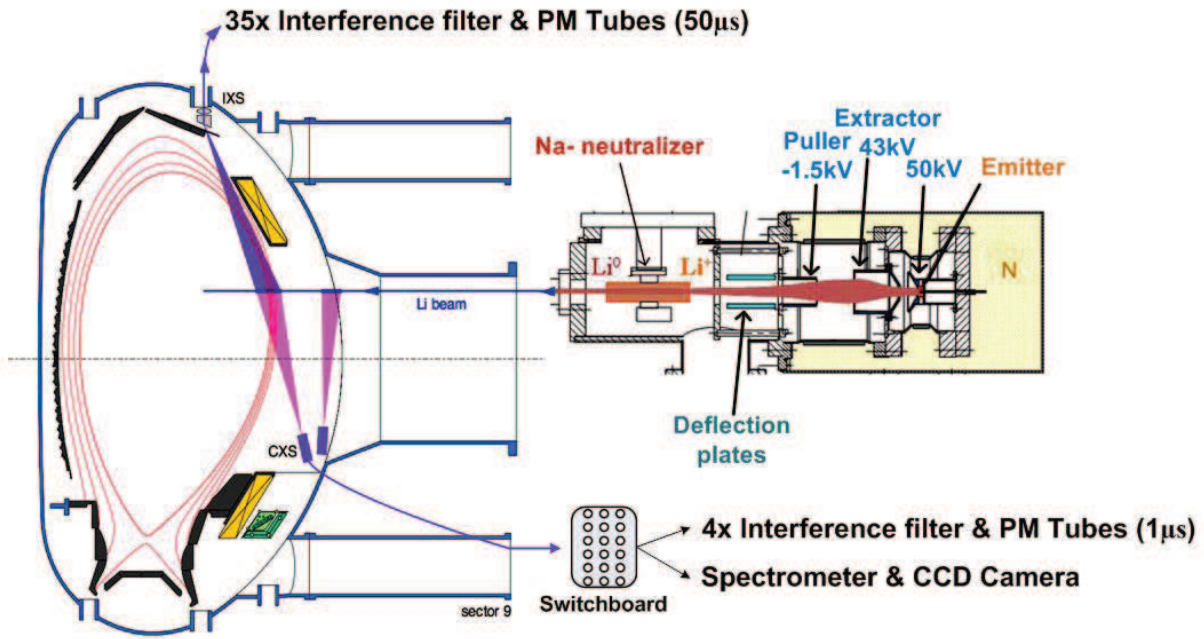 35x Interference filter & PM Tubes (50μs)
IXS
Extractor
43kV
Puller
-1.5kV
Na- neutralizer
50kV
Emitter
Li⁰
Li⁺
N
Li beam
Deflection
plates
CXS
4x Interference filter & PM Tubes (1μs)
Spectrometer & CCD Camera
Switchboard
sector 9